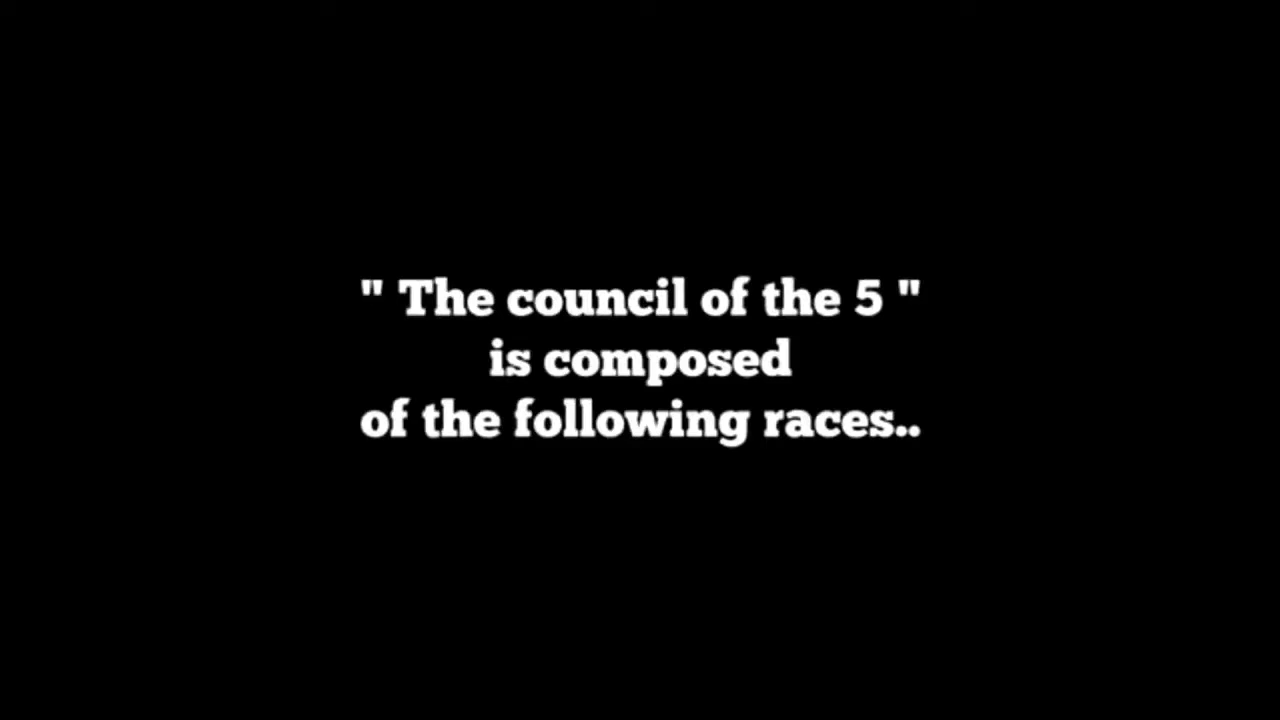 " The council of the 5 "
is composed
of the following races..